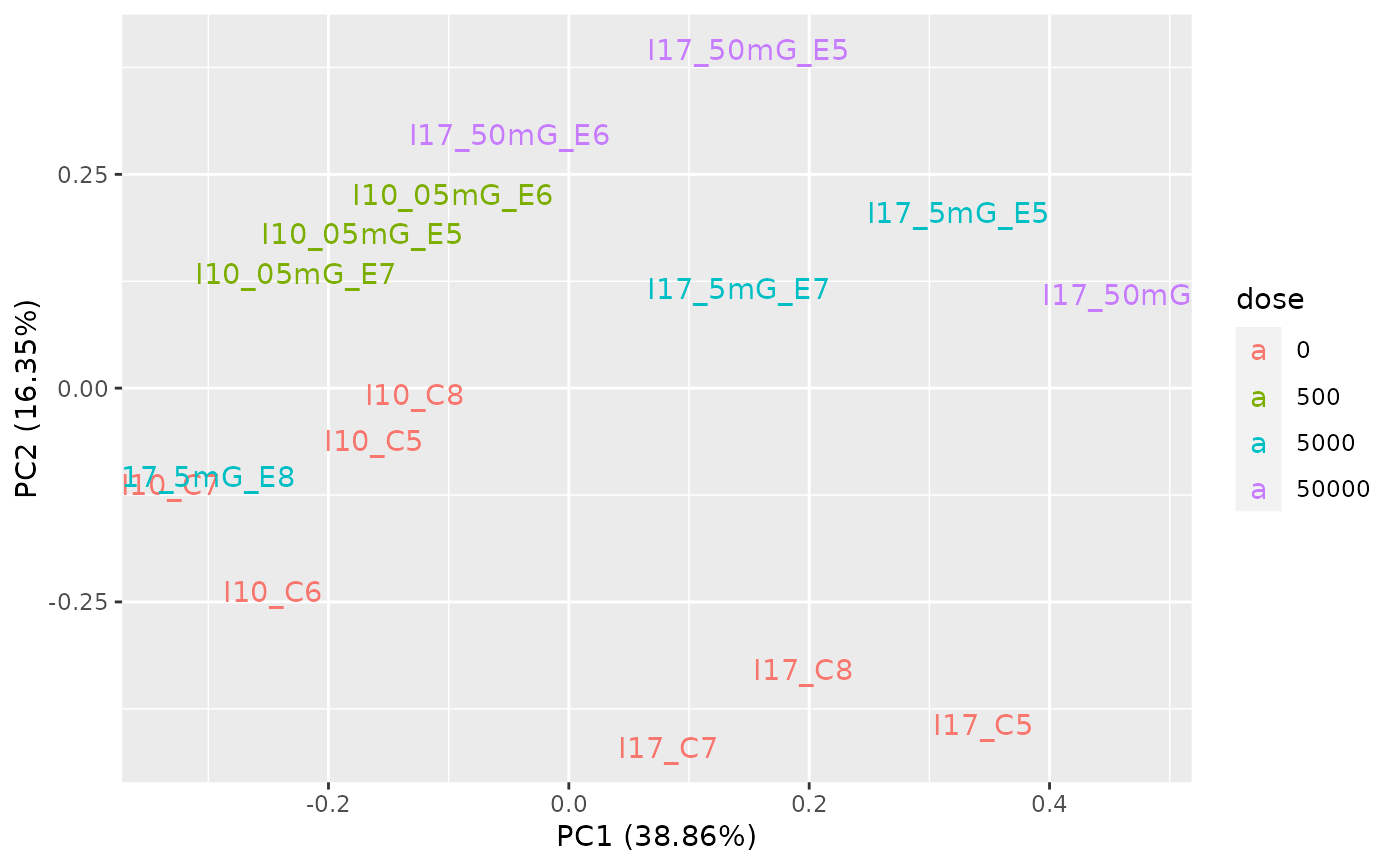 I17_50mG_E5
I17_50mG_E6
0.25
I10_05mG_E6
I17_5mG_E5
I10_05mG_E5
I10_05mG_E7
I17_5mG_E7
I17_50mG
dose
a 0
a 500
a 5000
a 50000
PC2 (16.35%)
0.00
I10_C8
I10_C5
17_5mG_E8
I10_C7
I10_C6
-0.25
I17_C8
I17_C5
I17_C7
-0.2 0.0 0.2 0.4
PC1 (38.86%)